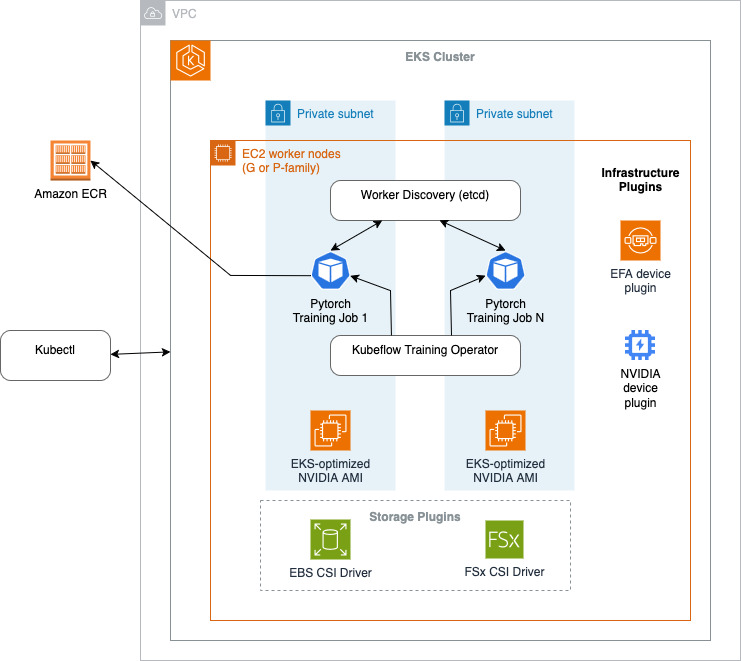 VPC
EKS Cluster
Private subnet
Private subnet
EC2 worker nodes
(G or P-family)
Infrastructure
Plugins
Amazon ECR
Worker Discovery (etcd)
EFA device
plugin
Pytorch
Training Job 1
Pytorch
Training Job N
Kubectl
Kubeflow Training Operator
NVIDIA
device
plugin
EKS-optimized
NVIDIA AMI
EKS-optimized
NVIDIA AMI
Storage Plugins
FSx
EBS CSI Driver
FSx CSI Driver